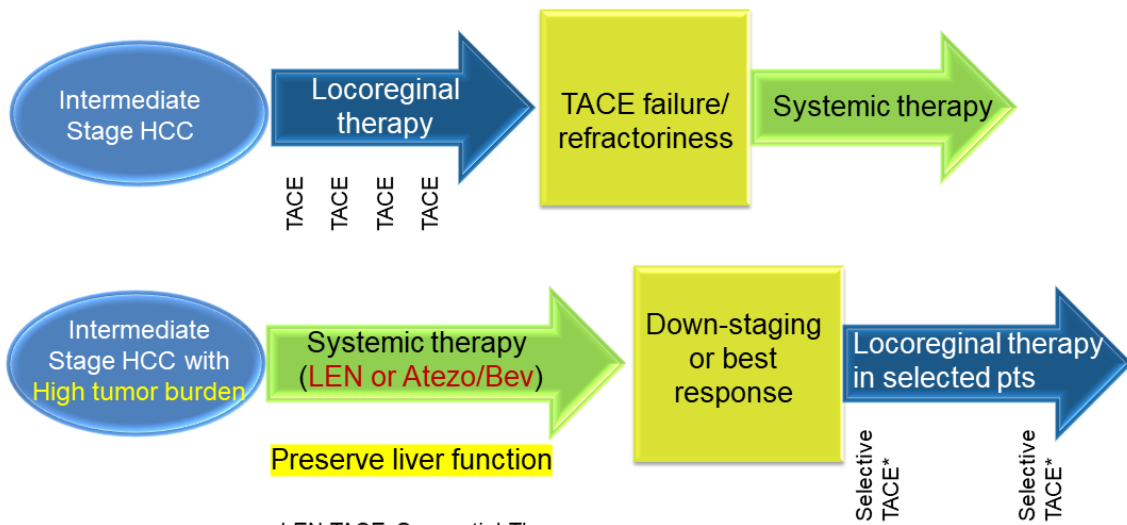 Intermediate
Stage HCC
Locoreginal
therapy
TACE
TACE
TACE
TACE
TACE failure/
refractoriness
Systemic therapy
Intermediate
Stage HCC with
High tumor burden
Systemic therapy
(LEN or Atezo/Bev)
Preserve liver function
Down-staging
or best
response
Locoreginal therapy
in selected pts
Selective
TACE*
Selective
TACE*